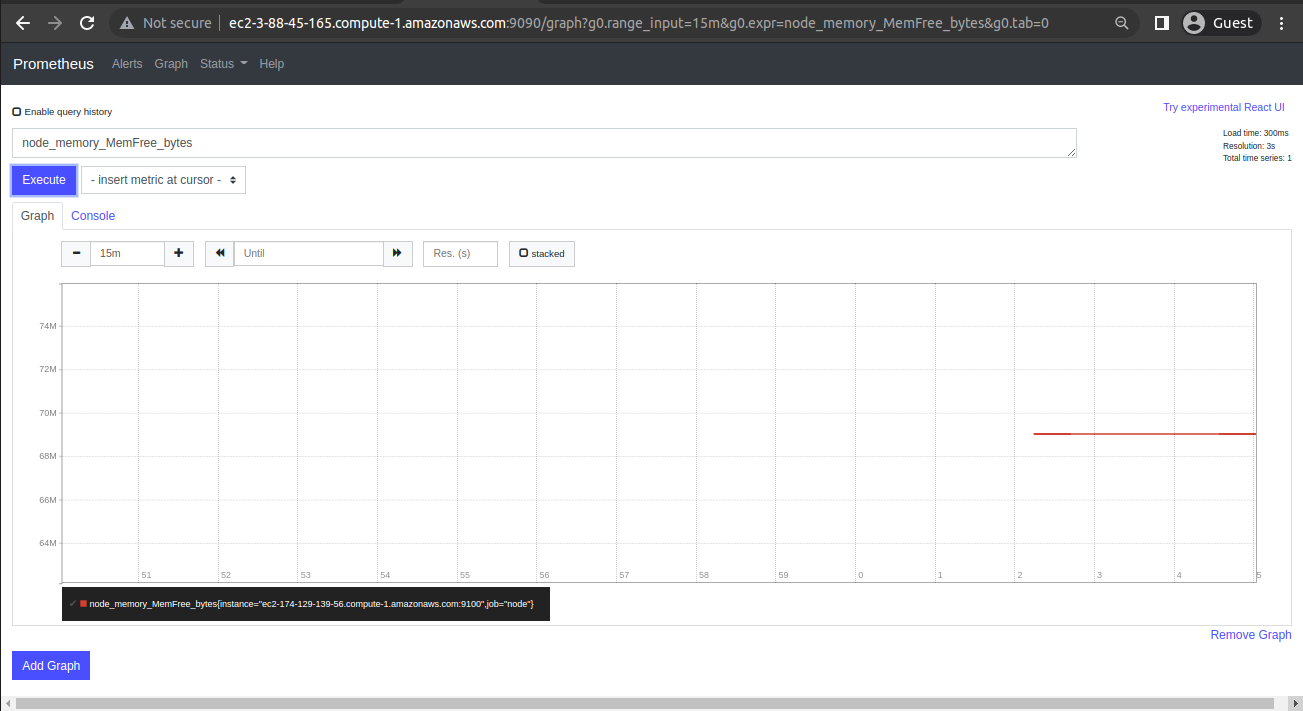 Not secure ec2-3-88-45-165.compute-1.amazonaws.com:9090/graph?g0.range_input=15m&g0.expr=node_memory_MemFree_bytes&g0.tab=0 Guest
Prometheus Alerts Graph Status Help
Enable query history Try experimental React UI
node_memory_MemFree_bytes
Load time: 300ms
Resolution: 3s
Total time series: 1
Execute - insert metric at cursor -
Graph Console
15m Until Res. (s) stacked
74M
72M
70M
68M
66M
64M
51 52 53 54 55 56 57 58 59 0 1 2 3 4 5
node_memory_MemFree_bytes{instance="ec2-174-129-139-56.compute-1.amazonaws.com:9100",job="node"}
Remove Graph
Add Graph